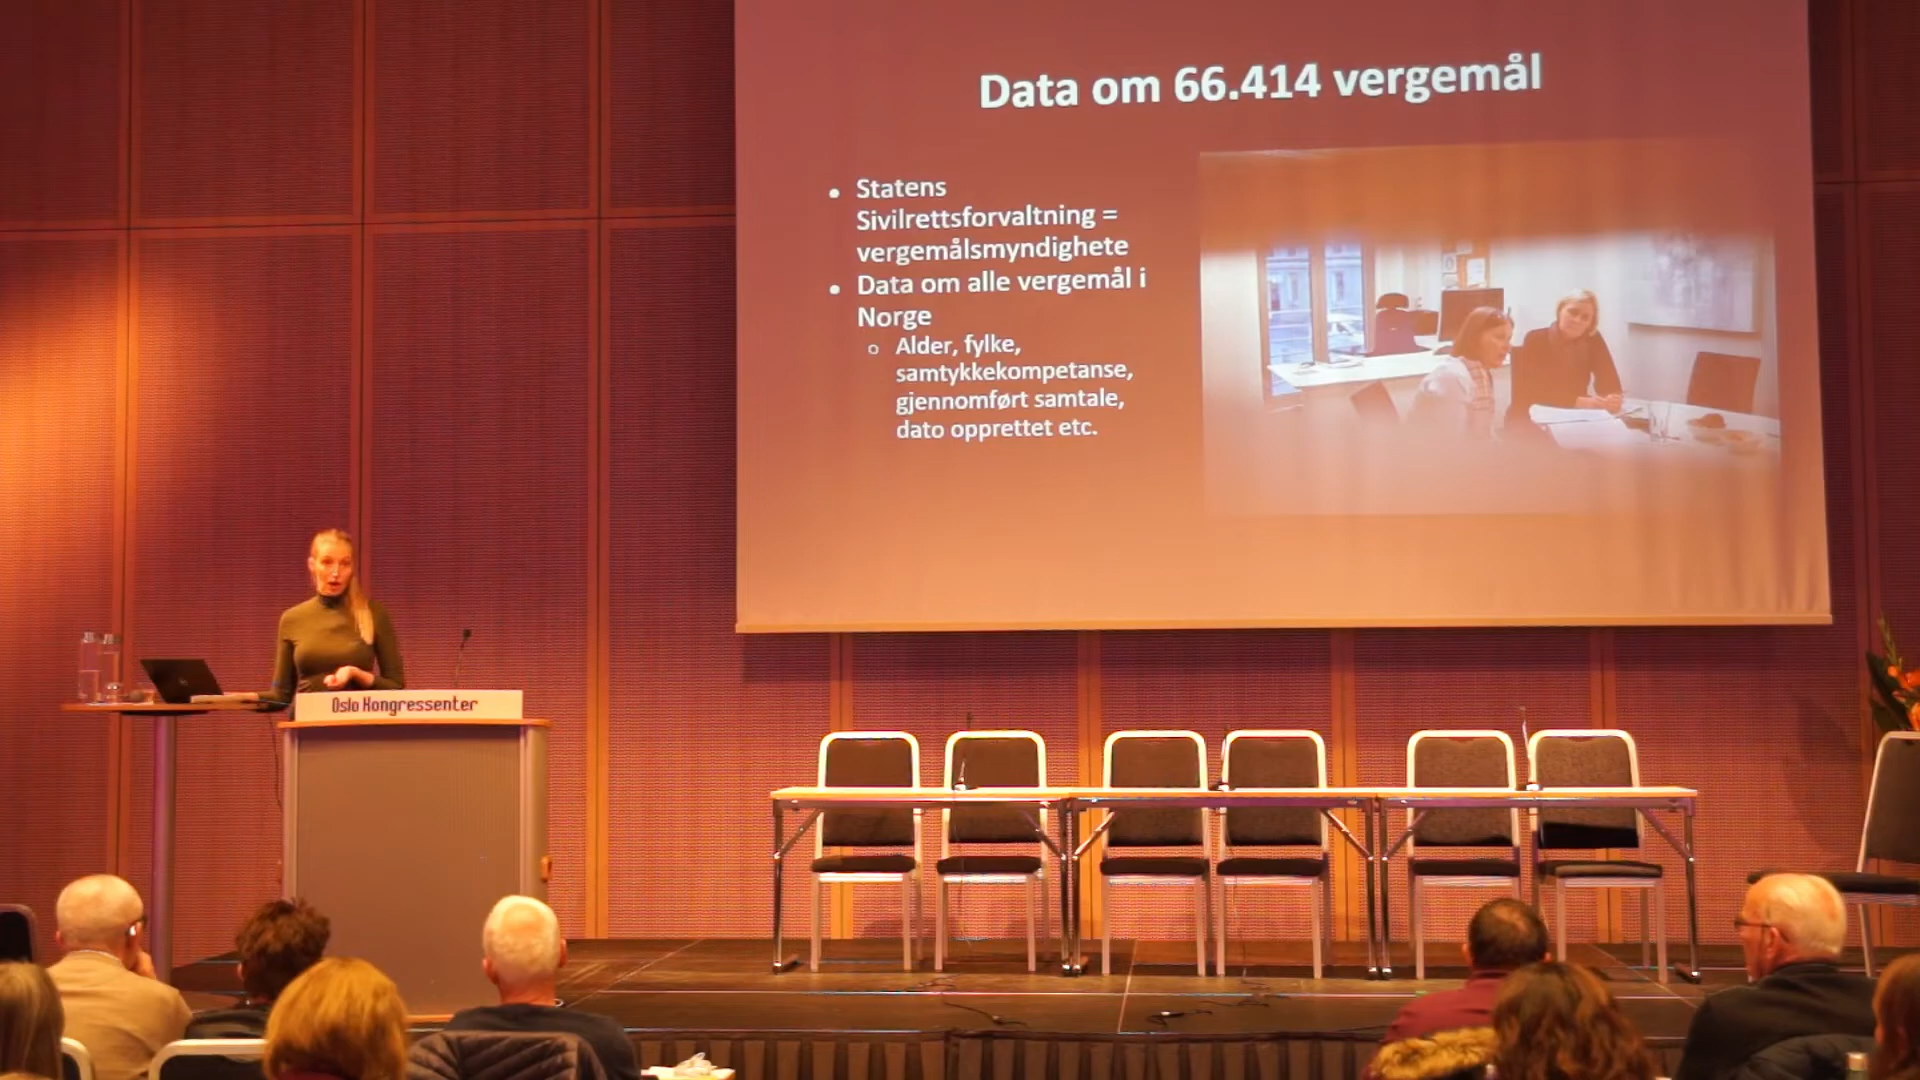 Data om 66.414 vergemål
Statens
Sivilrettsforvaltning =
vergemålsmyndighete
Data om alle vergemål i
Norge
Alder, fylke,
samtykkekompetanse,
gjennomført samtale,
dato opprettet etc.
Oslo Kongressenter